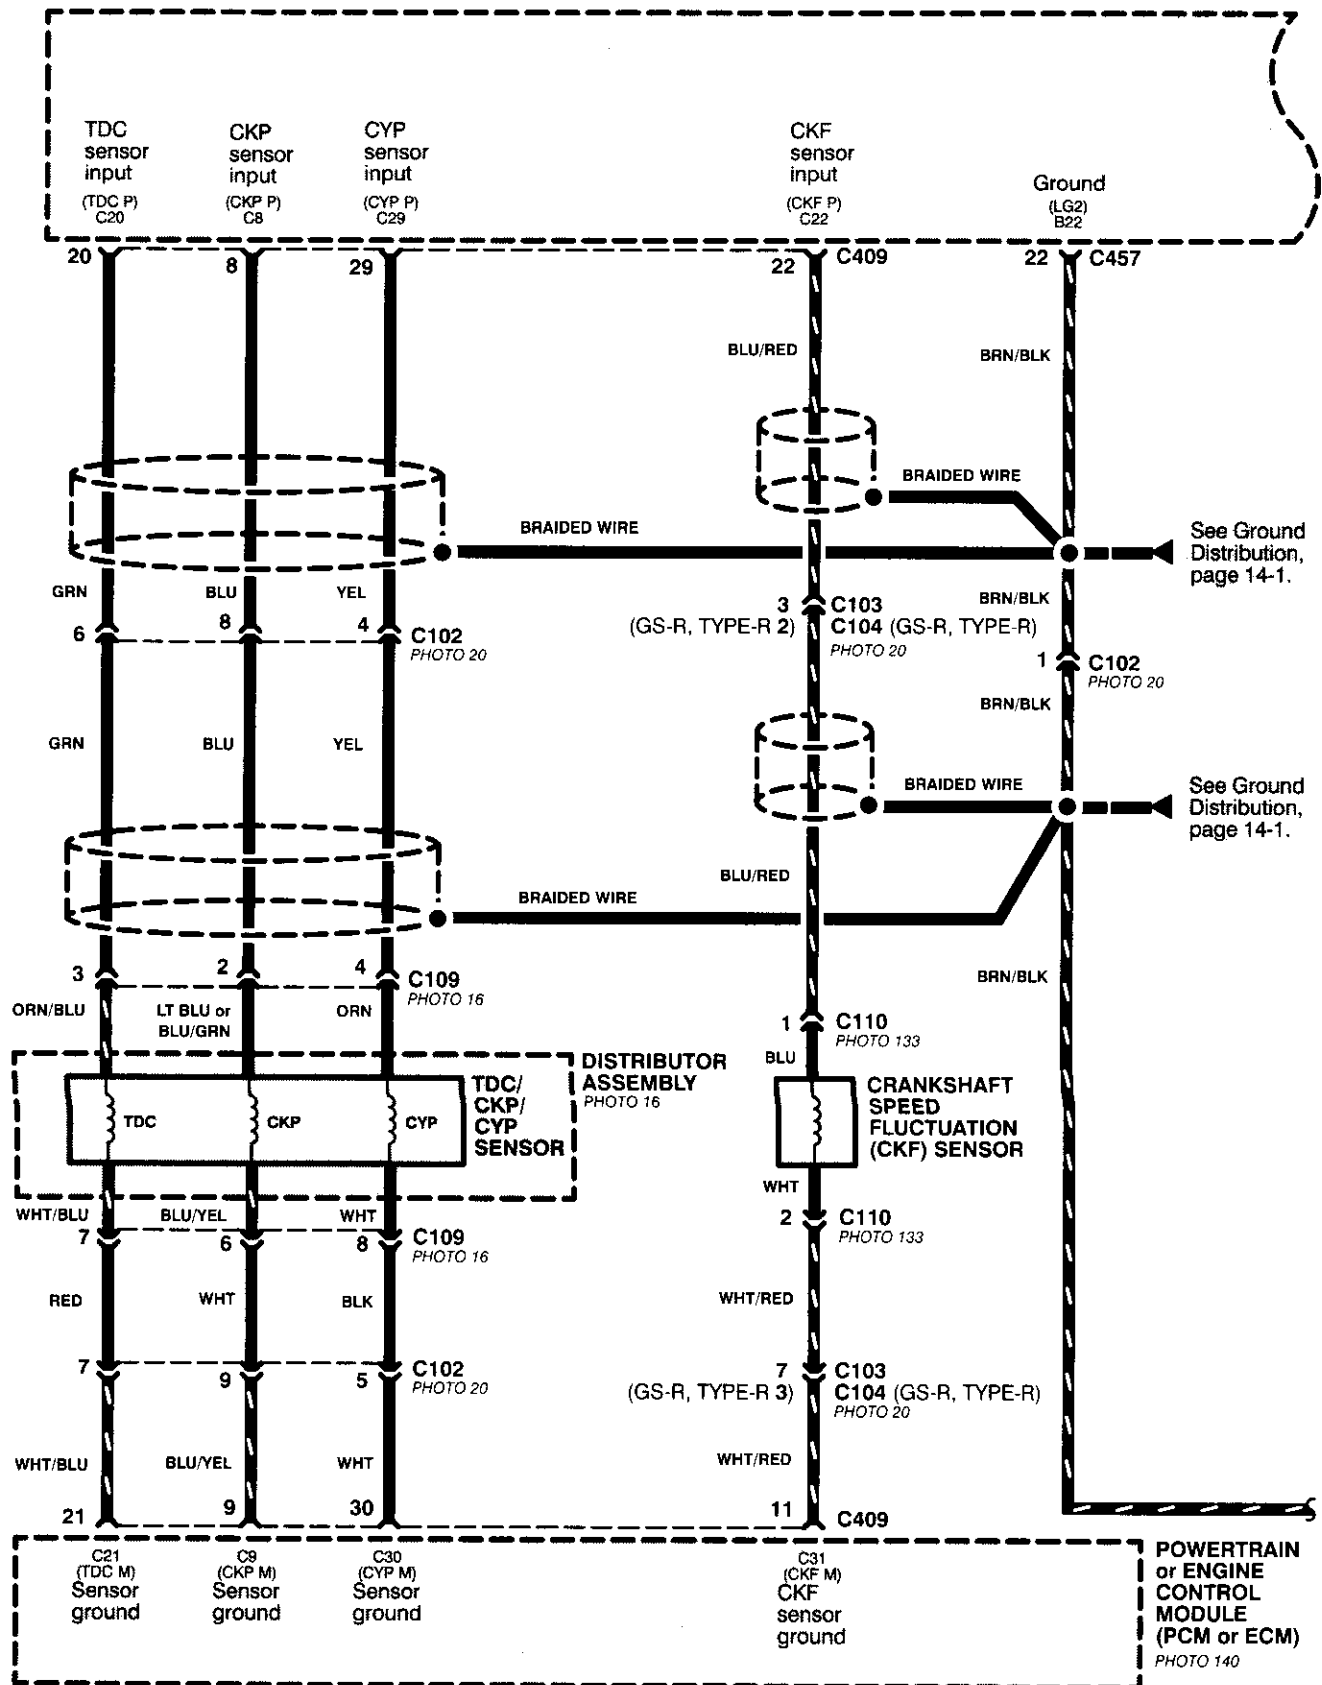 TDC
sensor
input
(TDC P)
C20
CKP
sensor
input
(CKP P)
C8
CYP
sensor
input
(CYP P)
C29
CKF
sensor
input
(CKF P)
C22
Ground
(LG2)
B22
20
8
29
22
C409
22
C457
BLU/RED
BRN/BLK
BRAIDED WIRE
BRAIDED WIRE
See Ground
Distribution,
page 14-1.
GRN
BLU
YEL
BRN/BLK
6
8
4
C102
PHOTO 20
3
C103
(GS-R, TYPE-R 2)
C104 (GS-R, TYPE-R)
PHOTO 20
1
C102
PHOTO 20
BRN/BLK
GRN
BLU
YEL
BRAIDED WIRE
See Ground
Distribution,
page 14-1.
BLU/RED
BRAIDED WIRE
3
2
4
C109
PHOTO 16
BRN/BLK
ORN/BLU
LT BLU or
BLU/GRN
ORN
1
C110
PHOTO 133
BLU
DISTRIBUTOR
ASSEMBLY
PHOTO 16
TDC/
CKP/
CYP
SENSOR
TDC
CKP
CYP
CRANKSHAFT
SPEED
FLUCTUATION
(CKF) SENSOR
WHT
WHT/BLU
BLU/YEL
WHT
7
6
8
C109
PHOTO 16
2
C110
PHOTO 133
RED
WHT
BLK
WHT/RED
7
9
5
C102
PHOTO 20
7
C103
(GS-R, TYPE-R 3)
C104 (GS-R, TYPE-R)
PHOTO 20
WHT/BLU
BLU/YEL
WHT
WHT/RED
21
9
30
11
C409
C21
(TDC M)
Sensor
ground
C9
(CKP M)
Sensor
ground
C30
(CYP M)
Sensor
ground
C31
(CKF M)
CKF
sensor
ground
POWERTRAIN
or ENGINE
CONTROL
MODULE
(PCM or ECM)
PHOTO 140